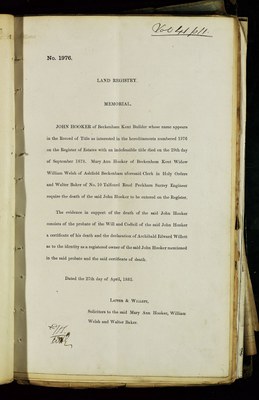 No. 1376.
LAND REGISTRY.
MEMORIAL.
JOHN HOOKER of Beckenham Kent Builder whose name appears
in the Record of Title as interested in the hereditaments numbered 1376
on the Register of Estates with an indefeasible title died on the 29th day
of September 1875. Mary Ann Hooker of Beckenham Kent Widow
William Welsh of Ashfield Beckenham aforesaid Clerk in Holy Orders
and Walter Baker of No. 10 Talfourd Road Peckham Surrey Engineer
require the death of the said John Hooker to be entered on the Register.
The evidence in support of the death of the said John Hooker
consists of the probate of the Will and Codicil of the said John Hooker
a certificate of his death and the declaration of Archibald Edward Willett
as to the identity as a registered owner of the said John Hooker mentioned
in the said probate and the said certificate of death.
Dated the 25th day of April, 1882.
& WILLETT,
Solicitors to the said Mary Ann Hooker, William
Welsh and Walter Baker.